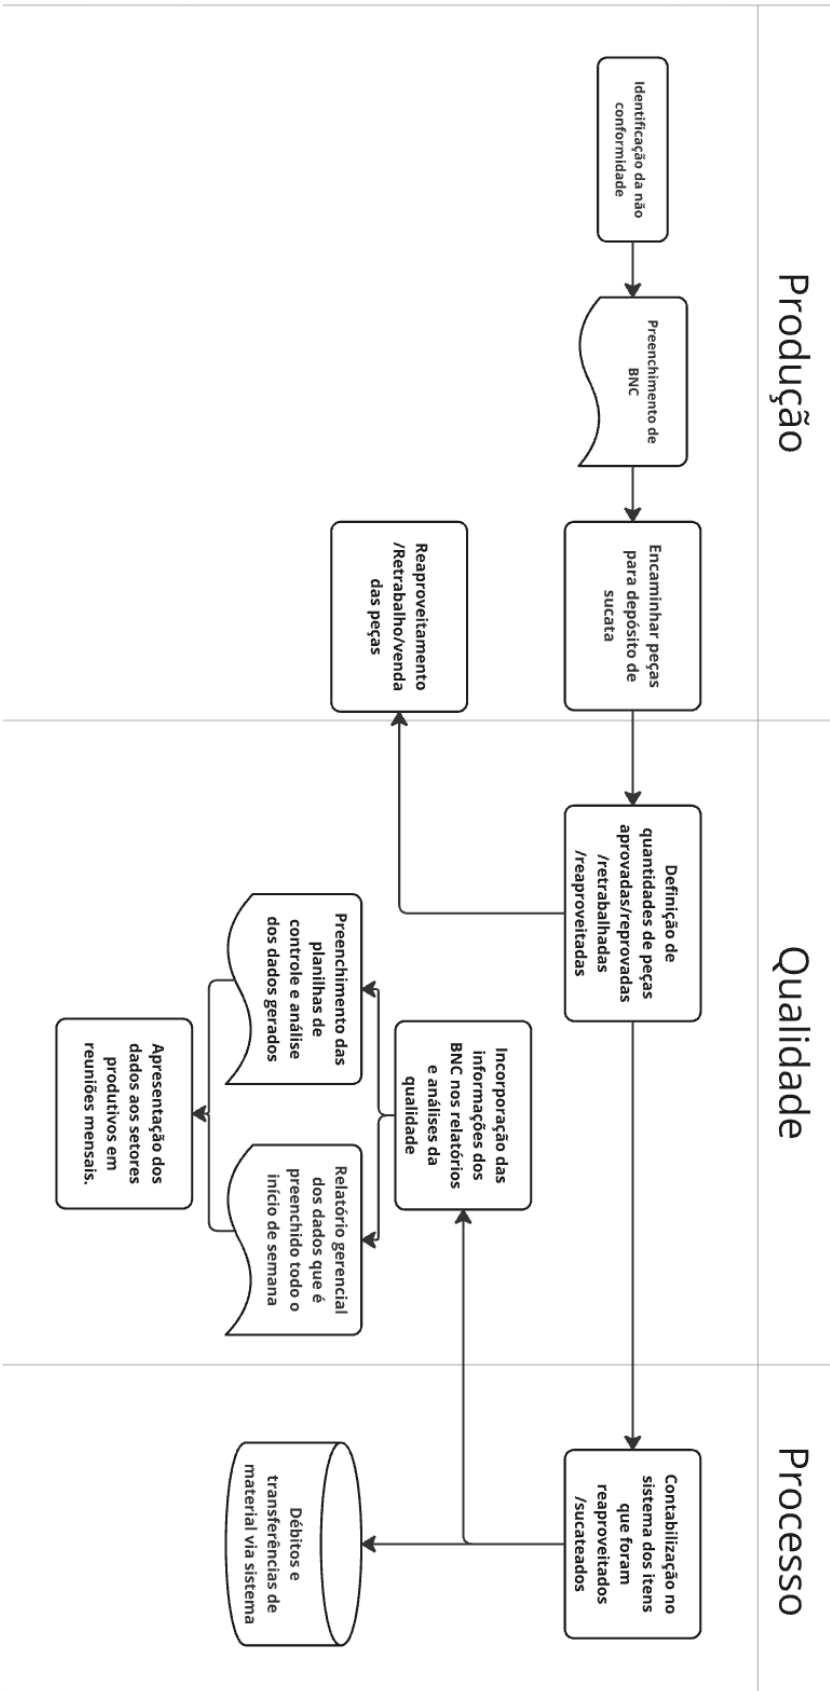 Produção
Qualidade
Processo
Identificação da não
conformidade
Preenchimento de
BNC
Encaminhar peças
para depósito de
sucata
Definição de
quantidades de peças
aprovadas/reprovadas
/retrabalhadas
/reaproveitadas
Contabilização no
sistema dos itens
que foram
reaproveitados
/sucateados
Reaproveitamento
/Retrabalho/venda
das peças
Incorporação das
informações dos
BNC nos relatórios
e análises da
qualidade
Preenchimento das
planilhas de
controle e análise
dos dados gerados
Relatório gerencial
dos dados que é
preenchido todo o
início de semana
Débitos e
transferências de
material via sistema
Apresentação dos
dados aos setores
produtivos em
reuniões mensais.